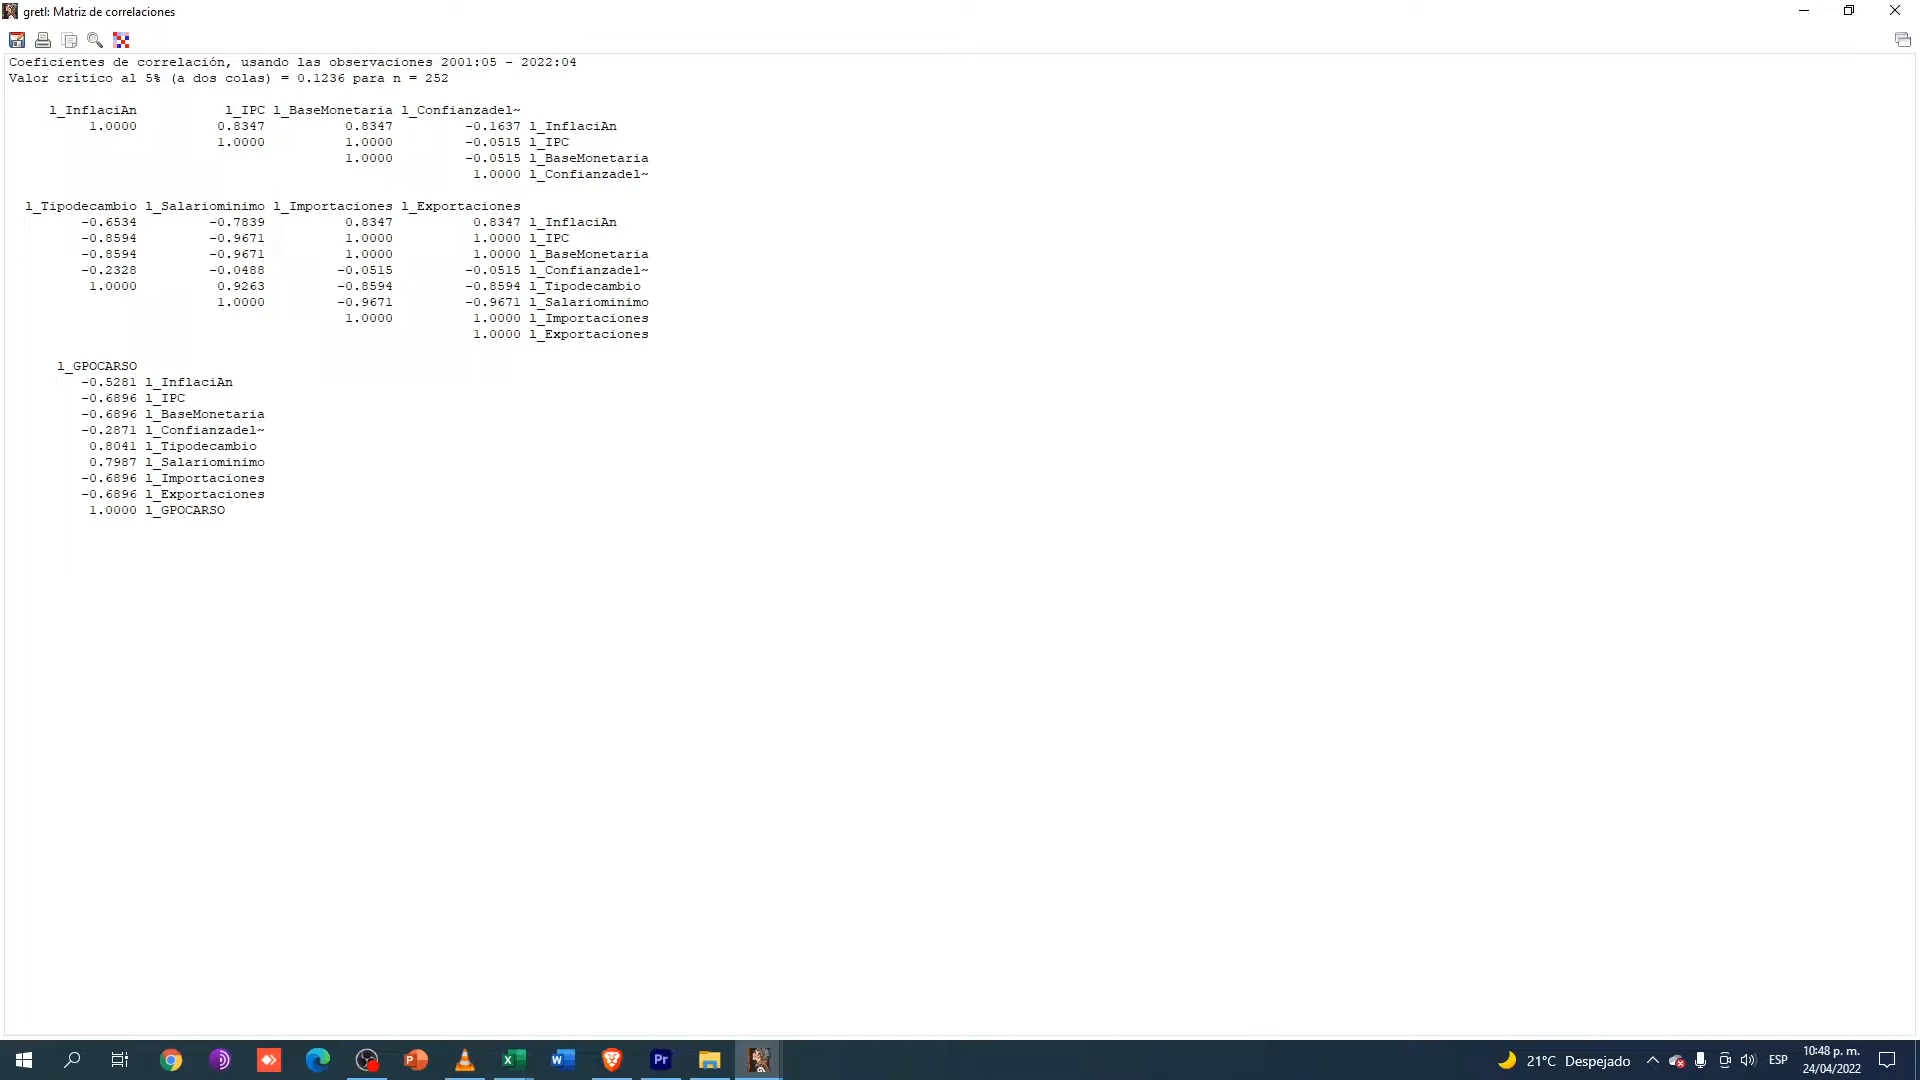 gretl: Matriz de correlaciones
Coeficientes de correlación, usando las observaciones 2001:05 - 2022:04
Valor crítico al 5% (a dos colas) = 0.1236 para n = 252
l_InflaciAn l_IPC l_BaseMonetaria l_Confianzadel~
1.0000 0.8347 0.8347 -0.1637 l_InflaciAn
1.0000 1.0000 -0.0515 l_IPC
1.0000 -0.0515 l_BaseMonetaria
1.0000 l_Confianzadel~
l_Tipodecambio l_Salariominimo l_Importaciones l_Exportaciones
-0.6534 -0.7839 0.8347 0.8347 l_InflaciAn
-0.8594 -0.9671 1.0000 1.0000 l_IPC
-0.8594 -0.9671 1.0000 1.0000 l_BaseMonetaria
-0.2328 -0.0488 -0.0515 -0.0515 l_Confianzadel~
1.0000 0.9263 -0.8594 -0.8594 l_Tipodecambio
1.0000 -0.9671 -0.9671 l_Salariominimo
1.0000 1.0000 l_Importaciones
1.0000 l_Exportaciones
l_GPOCARSO
-0.5281 l_InflaciAn
-0.6896 l_IPC
-0.6896 l_BaseMonetaria
-0.2871 l_Confianzadel~
0.8041 l_Tipodecambio
0.7987 l_Salariominimo
-0.6896 l_Importaciones
-0.6896 l_Exportaciones
1.0000 l_GPOCARSO
21°C Despejado
ESP
10:48 p. m.
24/04/2022